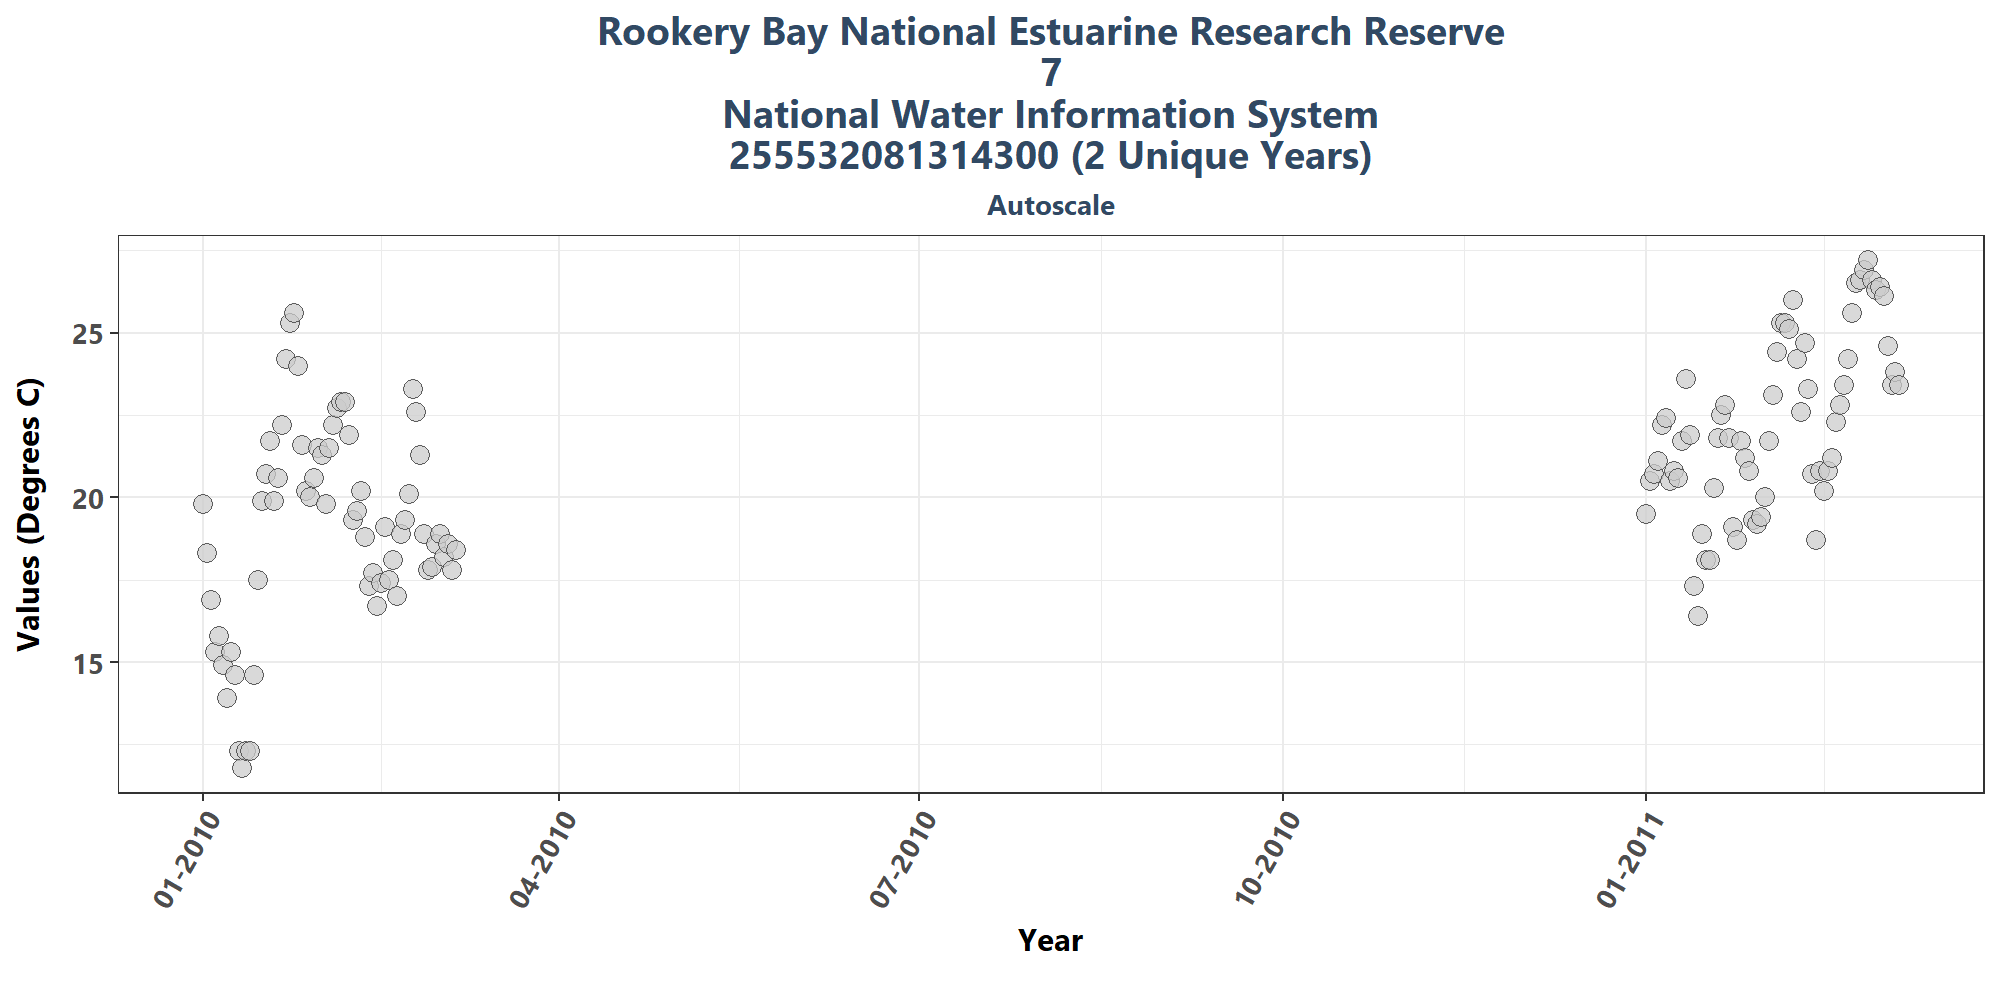 Rookery Bay National Estuarine Research Reserve
7
National Water Information System
255532081314300 (2 Unique Years)
Autoscale
Values (Degrees C)
25
20
15
01-2010
04-2010
07-2010
10-2010
01-2011
Year